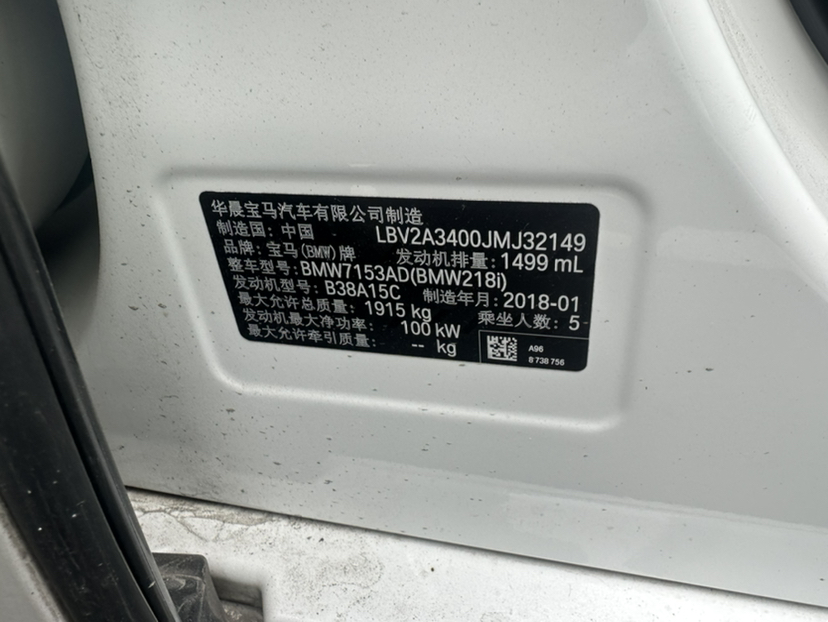 华晨宝马汽车有限公司制造
制造国: 中国 LBV2A3400JMJ32149
品牌: 宝马(BMW)牌 发动机排量: 1499 mL
整车型号: BMW7153AD(BMW218i)
发动机型号: B38A15C 制造年月: 2018-01
最大允许总质量: 1915 kg 乘坐人数: 5
发动机最大净功率: 100 kW
最大允许牵引质量: -- kg
A96
8 738 756